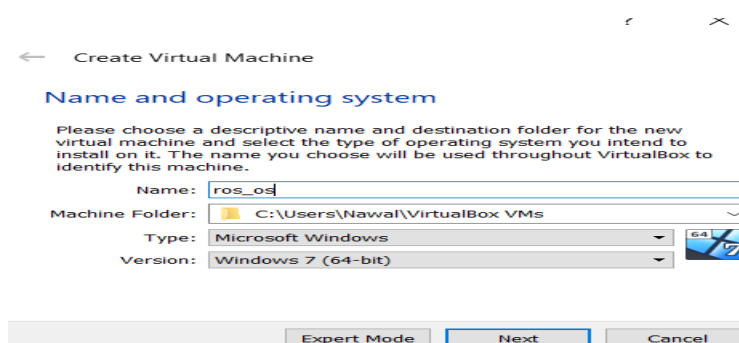 Create Virtual Machine
Name and operating system
Please choose a descriptive name and destination folder for the new
virtual machine and select the type of operating system you intend to
install on it. The name you choose will be used throughout VirtualBox to
identify this machine.
Name: ros_os
Machine Folder: C:\Users\Nawal\VirtualBox VMs
Type: Microsoft Windows
64
Version: Windows 7 (64-bit)
7
Expert Mode Next Cancel